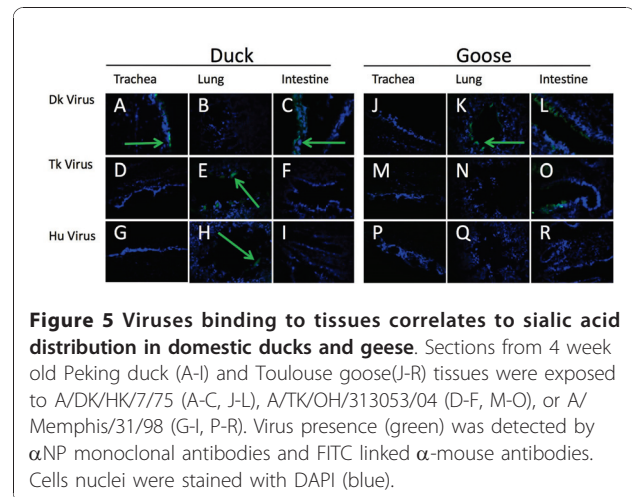 Duck Goose
Trachea Lung Intestine Trachea Lung Intestine
Dk Virus A B C J K L
Tk Virus D E F M N O
Hu Virus G H I P Q R
Figure 5 Viruses binding to tissues correlates to sialic acid
distribution in domestic ducks and geese. Sections from 4 week
old Peking duck (A-I) and Toulouse goose(J-R) tissues were exposed
to A/DK/HK/7/75 (A-C, J-L), A/TK/OH/313053/04 (D-F, M-O), or A/
Memphis/31/98 (G-I, P-R). Virus presence (green) was detected by
αNP monoclonal antibodies and FITC linked α-mouse antibodies.
Cells nuclei were stained with DAPI (blue).